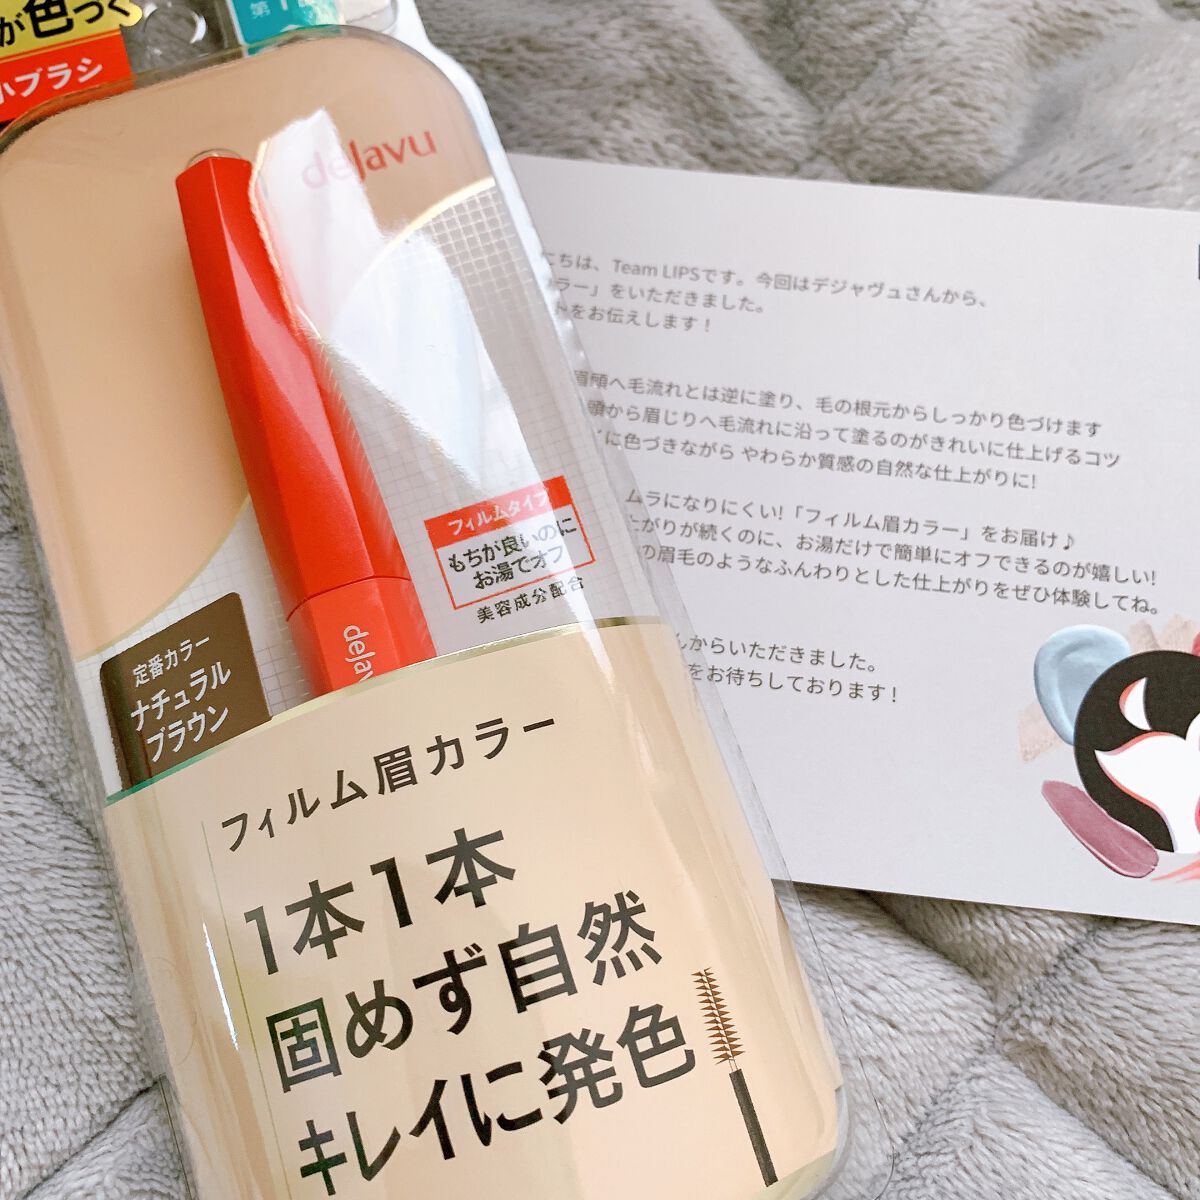 が色づく
小ブラシ
第1
dejavu
フィルムタイプ
もちが良いのに
お湯でオフ
美容成分配合
定番カラー
ナチュラル
ブラウン
dejav
フィルム眉カラー
1本1本
固めず自然
キレイに発色
にちは、Team LIPSです。今回はデジャヴュさんから、
ラー」をいただきました。
トをお伝えします！
眉頭へ毛流れとは逆に塗り、毛の根元からしっかり色づけます
頭から眉じりへ毛流れに沿って塗るのがきれいに仕上げるコツ
に色づきながら やわらか質感の自然な仕上がりに!
ムラになりにくい!「フィルム眉カラー」をお届け♪
上がりが続くのに、お湯だけで簡単にオフできるのが嬉しい!
の眉毛のようなふんわりとした仕上がりをぜひ体験してね。
んからいただきました。
をお待ちしております！